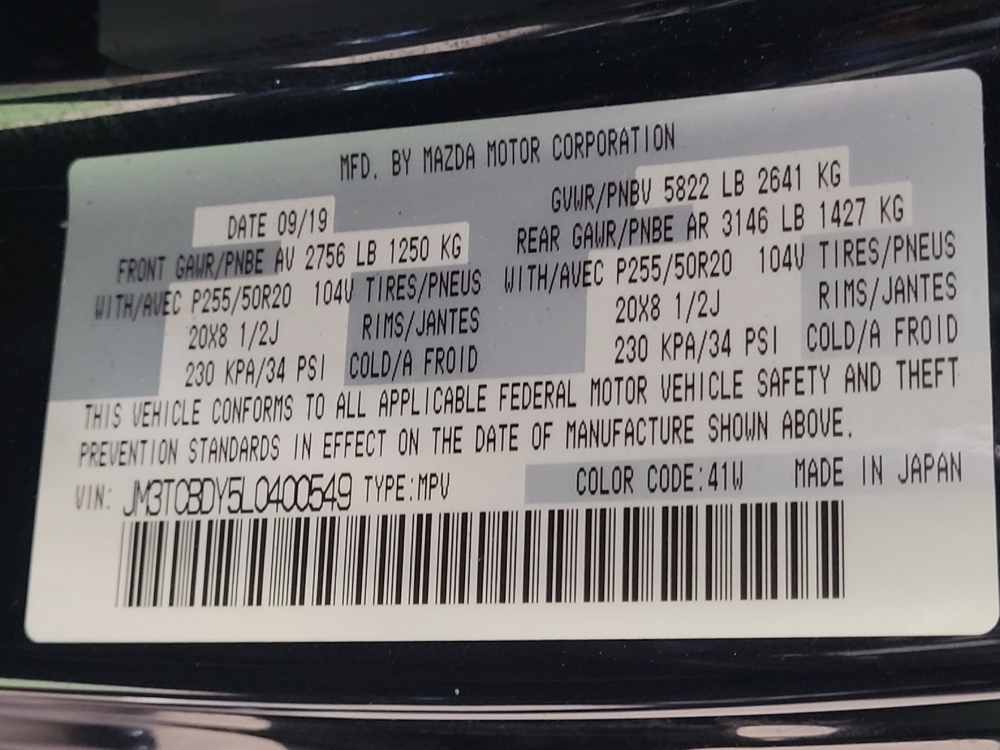 MFD. BY MAZDA MOTOR CORPORATION
DATE 09/19
GVWR/PNBV 5822 LB 2641 KG
FRONT GAWR/PNBE AV 2756 LB 1250 KG
REAR GAWR/PNBE AR 3146 LB 1427 KG
WITH/AVEC P255/50R20 104V TIRES/PNEUS
WITH/AVEC P255/50R20 104V TIRES/PNEUS
20X8 1/2J RIMS/JANTES
20X8 1/2J RIMS/JANTES
230 KPA/34 PSI COLD/A FROID
230 KPA/34 PSI COLD/A FROID
THIS VEHICLE CONFORMS TO ALL APPLICABLE FEDERAL MOTOR VEHICLE SAFETY AND THEFT
PREVENTION STANDARDS IN EFFECT ON THE DATE OF MANUFACTURE SHOWN ABOVE.
VIN: JM3TCBDY5L0400549 TYPE:MPV COLOR CODE:41W MADE IN JAPAN